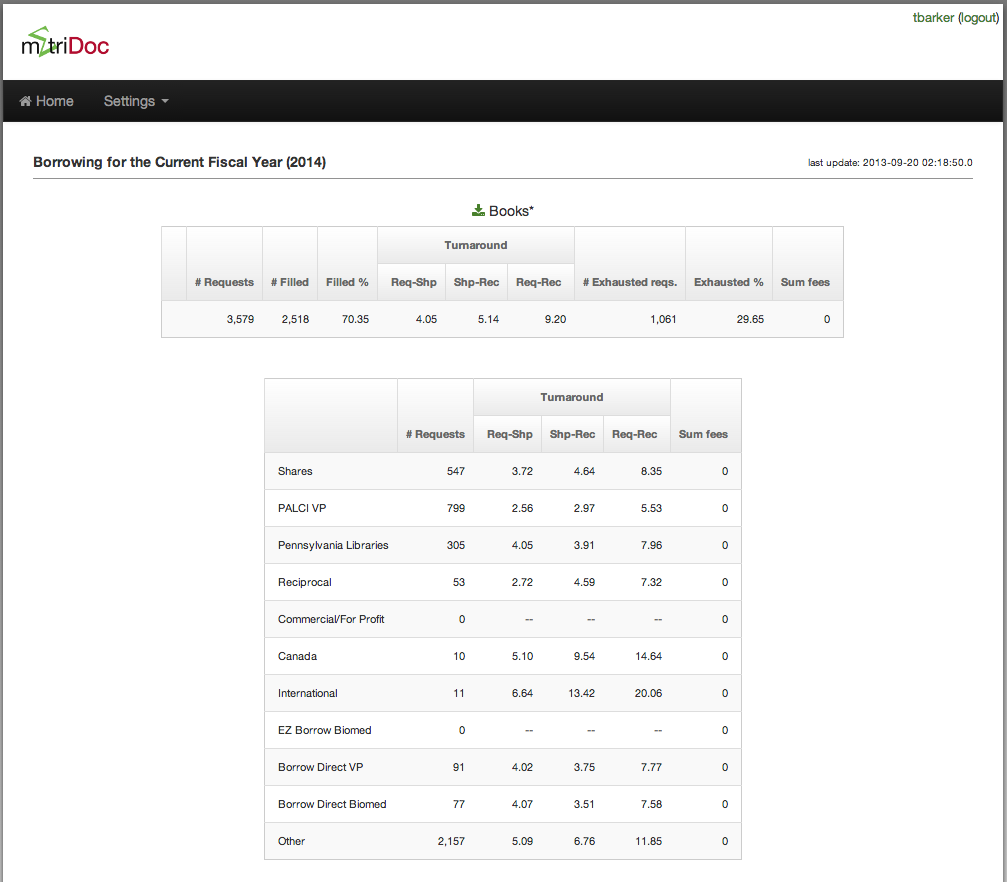 tbarker (logout)
metriDoc
Home Settings
Borrowing for the Current Fiscal Year (2014) last update: 2013-09-20 02:18:50.0
Books*
Turnaround
# Requests # Filled Filled % Req-Shp Shp-Rec Req-Rec # Exhausted reqs. Exhausted % Sum fees
3,579 2,518 70.35 4.05 5.14 9.20 1,061 29.65 0
Turnaround
# Requests Req-Shp Shp-Rec Req-Rec Sum fees
Shares 547 3.72 4.64 8.35 0
PALCI VP 799 2.56 2.97 5.53 0
Pennsylvania Libraries 305 4.05 3.91 7.96 0
Reciprocal 53 2.72 4.59 7.32 0
Commercial/For Profit 0 -- -- -- 0
Canada 10 5.10 9.54 14.64 0
International 11 6.64 13.42 20.06 0
EZ Borrow Biomed 0 -- -- -- 0
Borrow Direct VP 91 4.02 3.75 7.77 0
Borrow Direct Biomed 77 4.07 3.51 7.58 0
Other 2,157 5.09 6.76 11.85 0